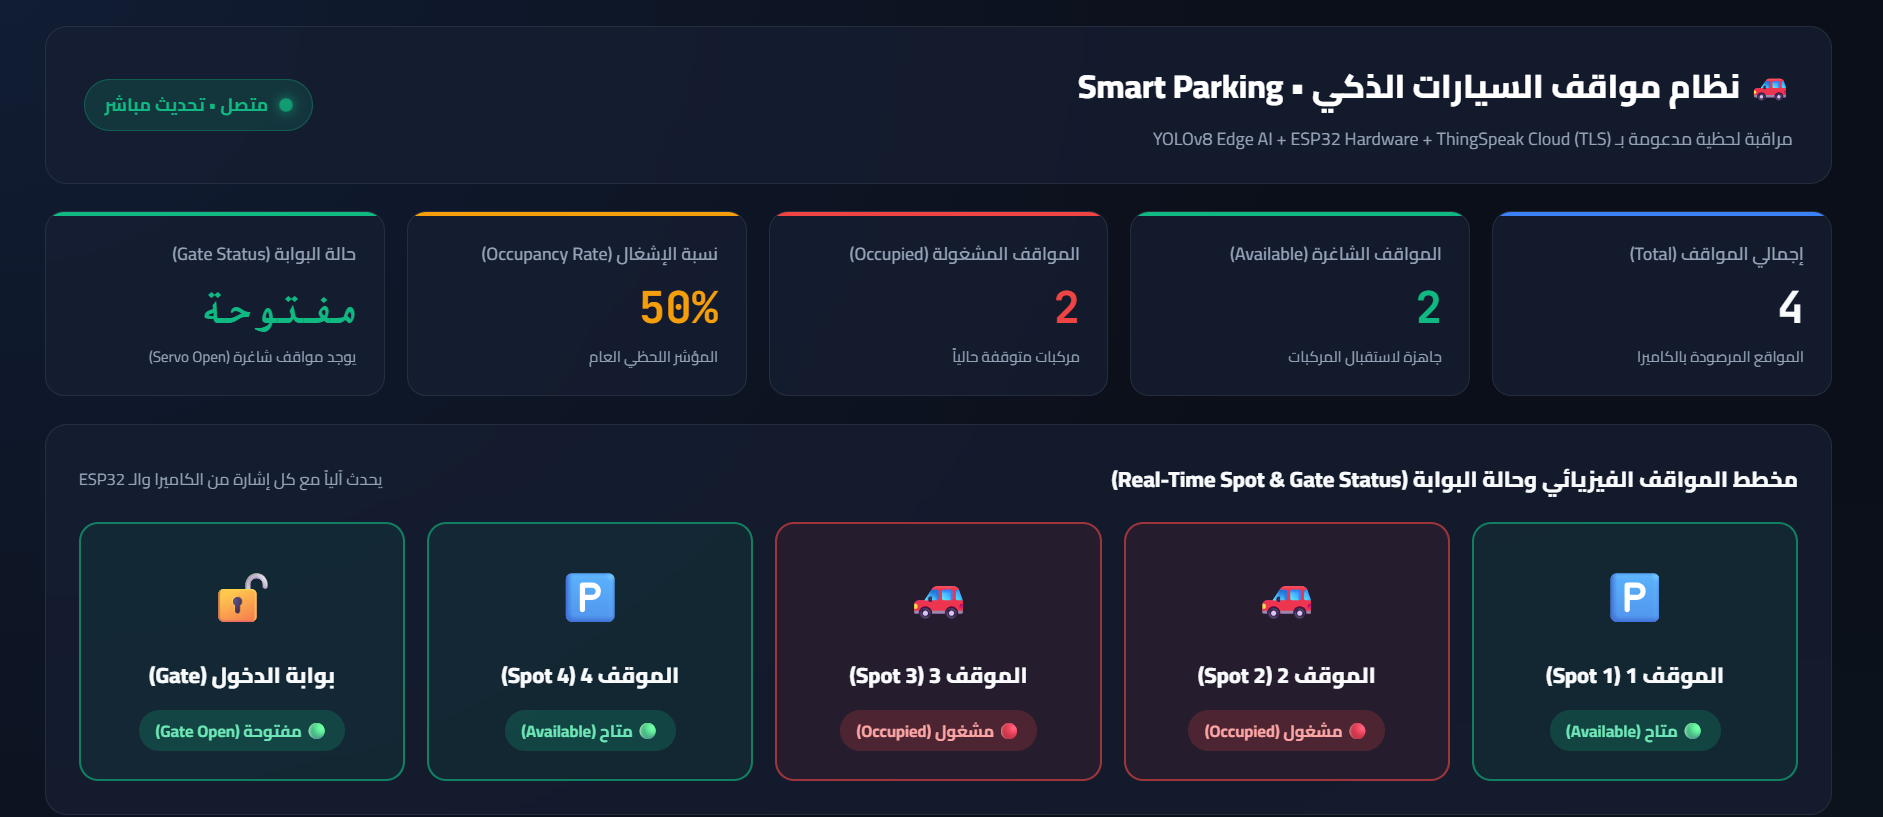 🚗 نظام مواقف السيارات الذكي ▪ Smart Parking
مراقبة لحظية مدعومة بـ YOLOv8 Edge AI + ESP32 Hardware + ThingSpeak Cloud (TLS)
متصل ▪ تحديث مباشر
إجمالي المواقف (Total)
4
المواقع المرصودة بالكاميرا
المواقف الشاغرة (Available)
2
جاهزة لاستقبال المركبات
المواقف المشغولة (Occupied)
2
مركبات متوقفة حالياً
نسبة الإشغال (Occupancy Rate)
50%
المؤشر اللحظي العام
حالة البوابة (Gate Status)
مفتوحة
يوجد مواقف شاغرة (Servo Open)
مخطط المواقف الفيزيائي وحالة البوابة (Real-Time Spot & Gate Status)
يحدث آلياً مع كل إشارة من الكاميرا والـ ESP32
P
الموقف 1 (Spot 1)
متاح (Available)
الموقف 2 (Spot 2)
مشغول (Occupied)
الموقف 3 (Spot 3)
مشغول (Occupied)
P
الموقف 4 (Spot 4)
متاح (Available)
بوابة الدخول (Gate)
مفتوحة (Gate Open)